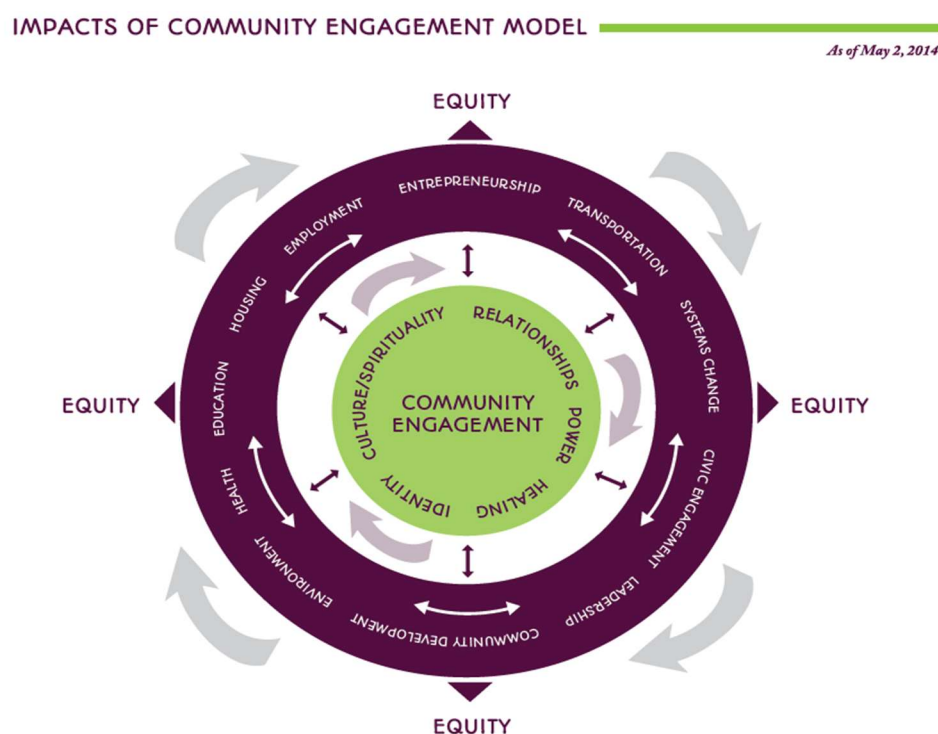 IMPACTS OF COMMUNITY ENGAGEMENT MODEL
As of May 2, 2014
EQUITY
ENTREPRENEURSHIP
TRANSPORTATION
SYSTEMS CHANGE
CIVIC ENGAGEMENT
LEADERSHIP
COMMUNITY DEVELOPMENT
ENVIRONMENT
HEALTH
EDUCATION
HOUSING
EMPLOYMENT
EQUITY
EQUITY
CULTURE/SPIRITUALITY
RELATIONSHIPS
POWER
HEALING
IDENTITY
COMMUNITY
ENGAGEMENT
EQUITY